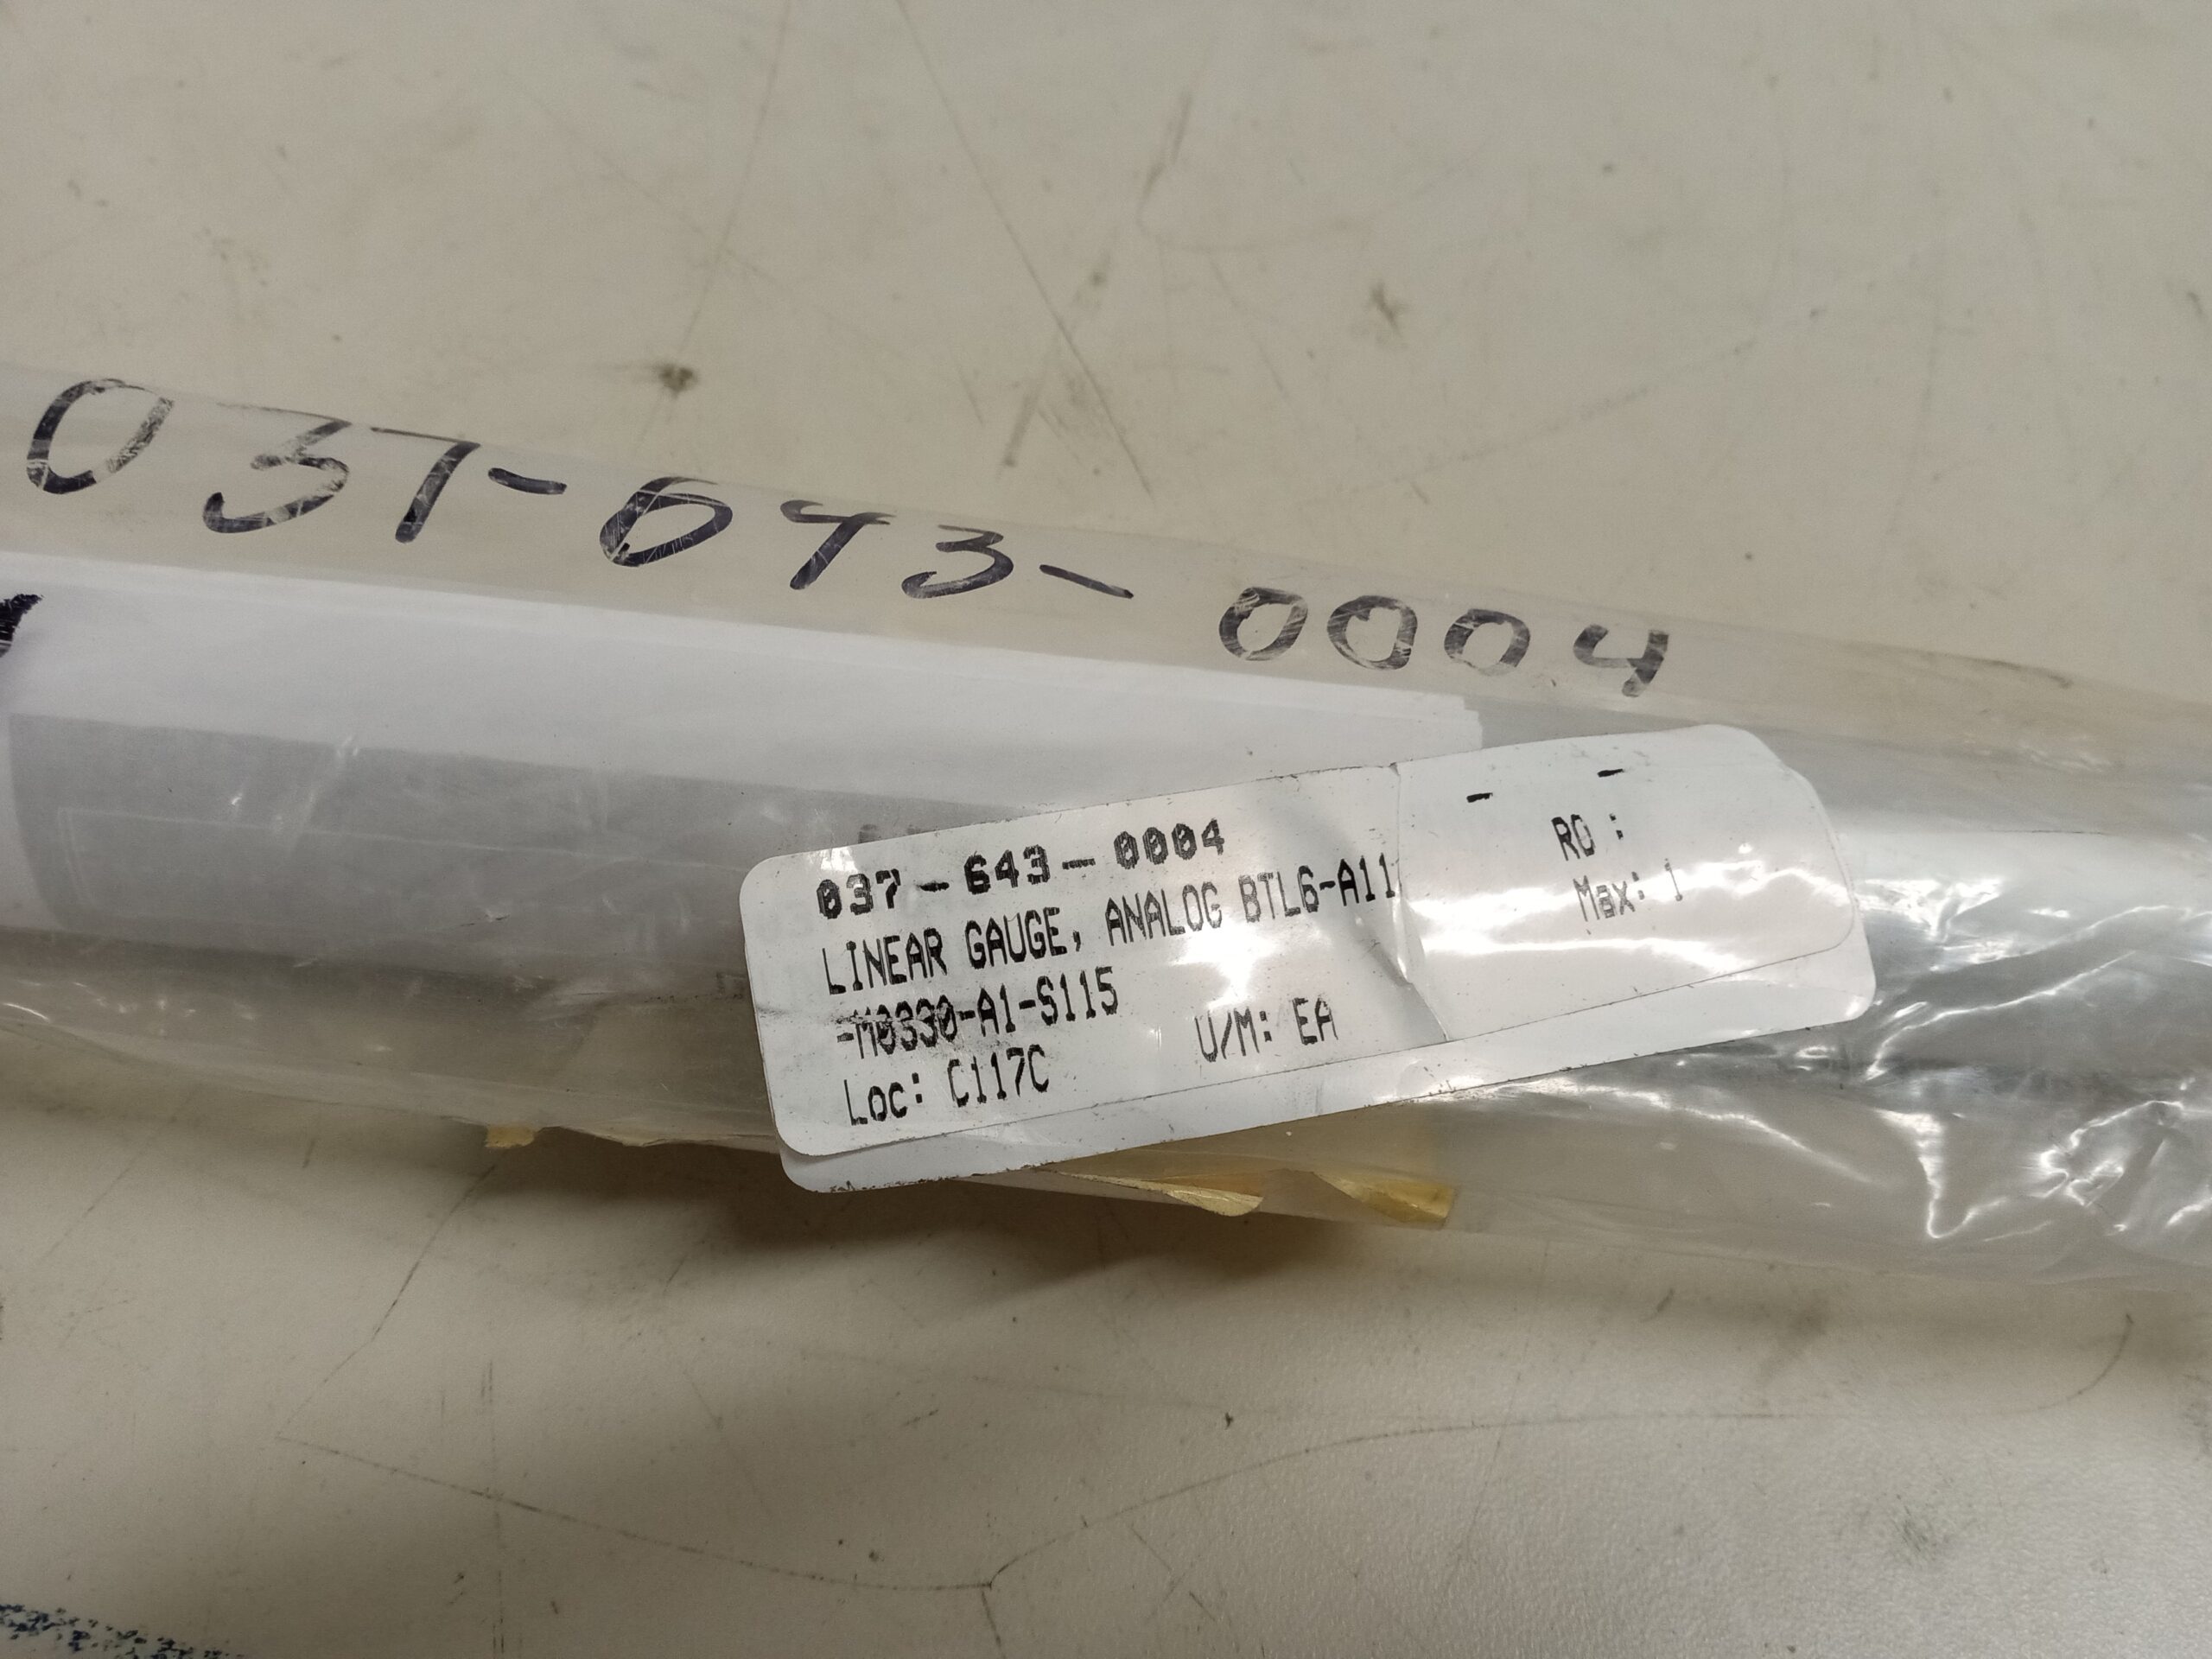 037-643-0004
037-643-0004
LINEAR GAUGE, ANALOG BTL6-A11
-M0330-A1-S115
Loc: C117C U/M: EA
- -
RO :
Max: 1